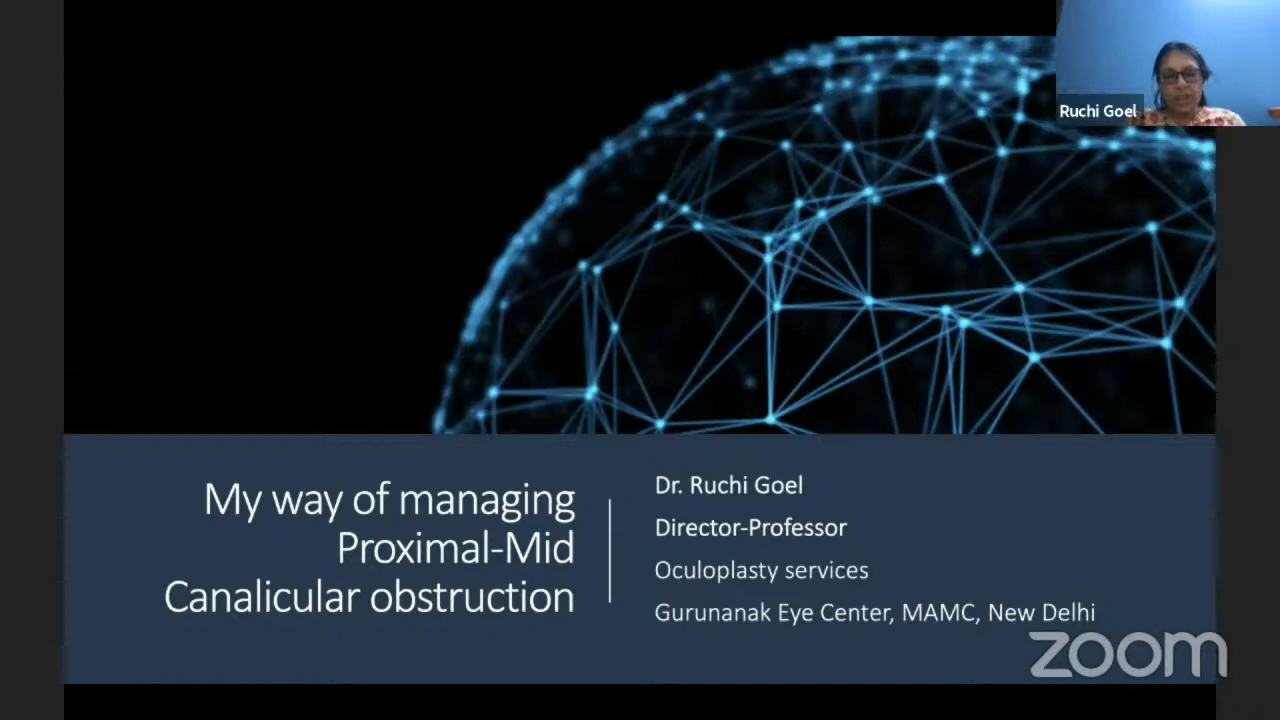 Ruchi Goel
My way of managing
Proximal-Mid
Canalicular obstruction
Dr. Ruchi Goel
Director-Professor
Oculoplasty services
Gurunanak Eye Center, MAMC, New Delhi
zoom